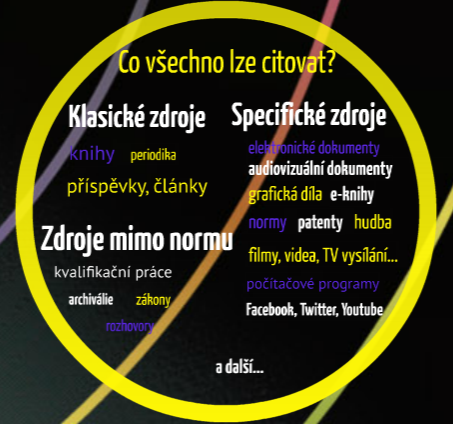 Co všechno lze citovat?
Klasické zdroje
knihy periodika
příspěvky, články
Zdroje mimo normu
kvalifikační práce
archiválie zákony
rozhovory
Specifické zdroje
elektronické dokumenty
audiovizuální dokumenty
grafická díla e-knihy
normy patenty hudba
filmy, videa, TV vysílání...
počítačové programy
Facebook, Twitter, Youtube
a další...